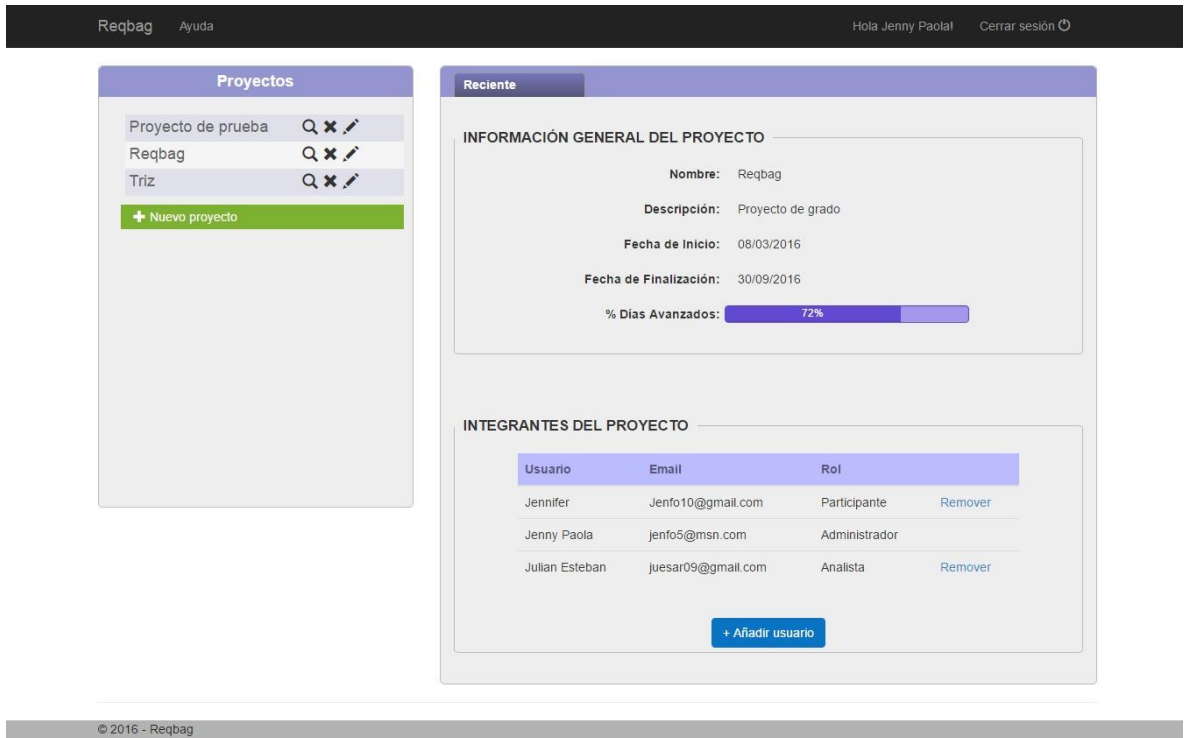 Reqbag Ayuda Hola Jenny Paola! Cerrar sesión
Proyectos
Proyecto de prueba
Reqbag
Triz
+ Nuevo proyecto
Reciente
INFORMACIÓN GENERAL DEL PROYECTO
Nombre: Reqbag
Descripción: Proyecto de grado
Fecha de Inicio: 08/03/2016
Fecha de Finalización: 30/09/2016
% Días Avanzados: 72%
INTEGRANTES DEL PROYECTO
Usuario Email Rol
Jennifer Jenfo10@gmail.com Participante Remover
Jenny Paola jenfo5@msn.com Administrador
Julian Esteban juesar09@gmail.com Analista Remover
+ Añadir usuario
© 2016 - Reqbag